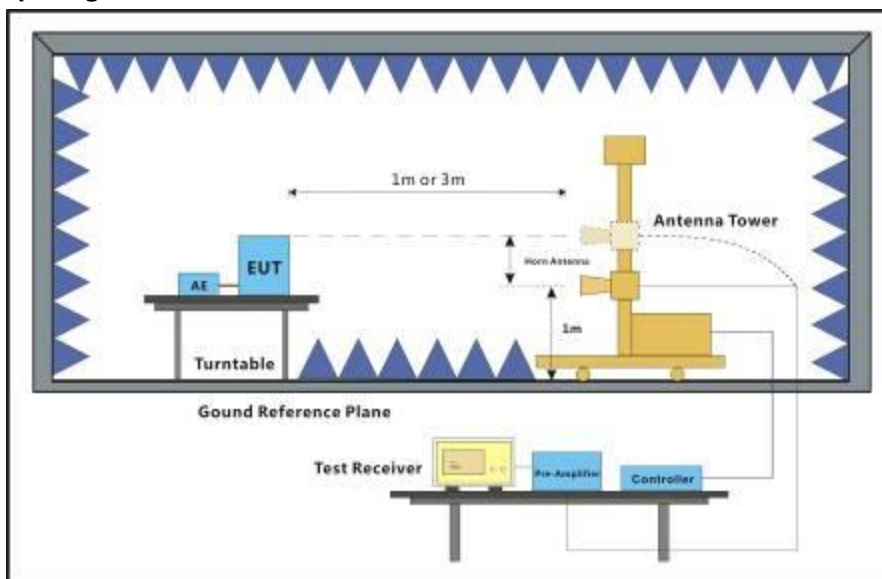 1m or 3m
Antenna Tower
EUT
Horn Antenna
AE
1m
Turntable
Gound Reference Plane
Test Receiver
Pre-Amplifier
Controller